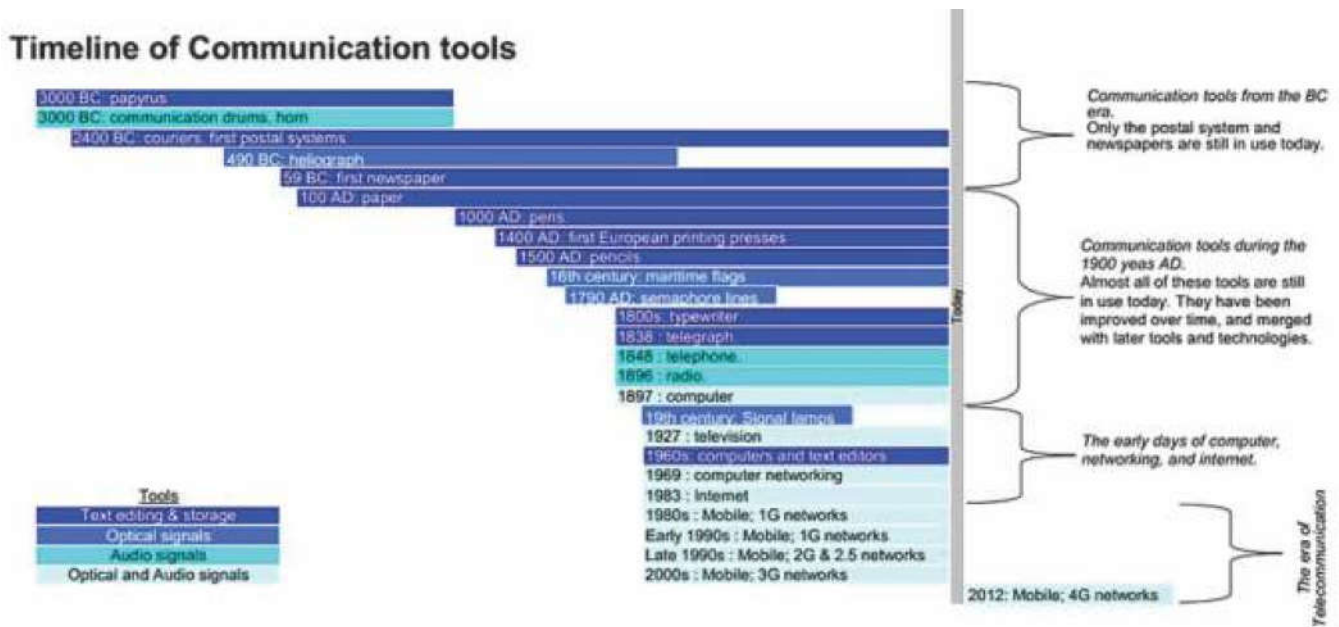 Timeline of Communication tools
3000 BC: papyrus
3000 BC: communication drums, horn
2400 BC: couriers, first postal systems
490 BC: heliograph
59 BC: first newspaper
100 AD: paper
1000 AD: pens
1400 AD: first European printing presses
1500 AD: pencils
16th century: maritime flags
1790 AD: semaphore lines
1800s: typewriter
1838 : telegraph
1848 : telephone.
1896 : radio.
1897 : computer
19th century: Signal lamps
1927 : television
1960s: computers and text editors
1969 : computer networking
1983 : Internet
1980s : Mobile; 1G networks
Early 1990s : Mobile; 1G networks
Late 1990s : Mobile; 2G & 2.5 networks
2000s : Mobile; 3G networks
2012: Mobile; 4G networks
Today
Communication tools from the BC
era.
Only the postal system and
newspapers are still in use today.
Communication tools during the
1900 yeas AD.
Almost all of these tools are still
in use today. They have been
improved over time, and merged
with later tools and technologies.
The early days of computer,
networking, and internet.
The era of
Telecommunication
Tools
Text editing & storage
Optical signals
Audio signals
Optical and Audio signals